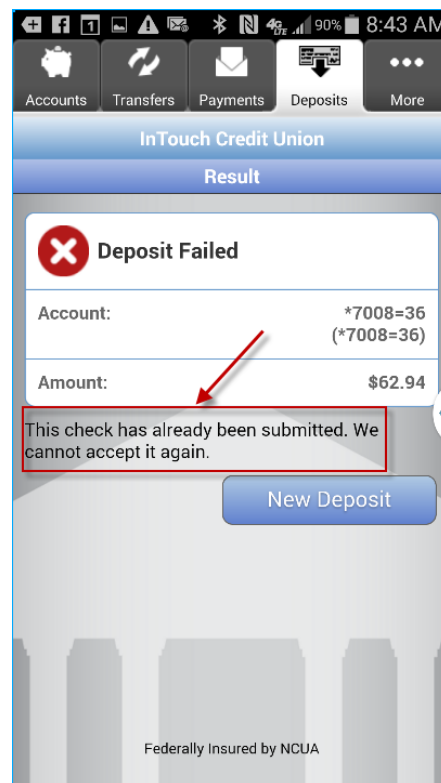 4G LTE 90% 8:43 AM
Accounts Transfers Payments Deposits More
InTouch Credit Union
Result
Deposit Failed
Account: *7008=36
(*7008=36)
Amount: $62.94
This check has already been submitted. We
cannot accept it again.
New Deposit
Federally Insured by NCUA